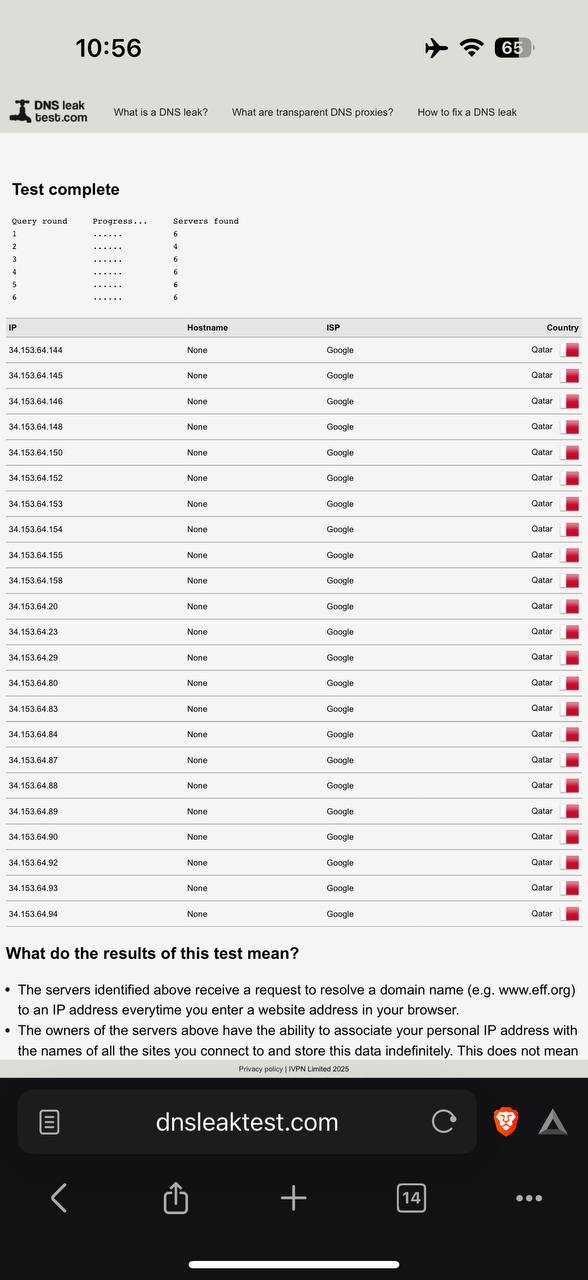 10:56
65
DNS leak
test.com
What is a DNS leak?
What are transparent DNS proxies?
How to fix a DNS leak
Test complete
Query round Progress... Servers found
1 ...... 6
2 ...... 4
3 ...... 6
4 ...... 6
5 ...... 6
6 ...... 6
IP Hostname ISP Country
34.153.64.144 None Google Qatar
34.153.64.145 None Google Qatar
34.153.64.146 None Google Qatar
34.153.64.148 None Google Qatar
34.153.64.150 None Google Qatar
34.153.64.152 None Google Qatar
34.153.64.153 None Google Qatar
34.153.64.154 None Google Qatar
34.153.64.155 None Google Qatar
34.153.64.158 None Google Qatar
34.153.64.20 None Google Qatar
34.153.64.23 None Google Qatar
34.153.64.29 None Google Qatar
34.153.64.80 None Google Qatar
34.153.64.83 None Google Qatar
34.153.64.84 None Google Qatar
34.153.64.87 None Google Qatar
34.153.64.88 None Google Qatar
34.153.64.89 None Google Qatar
34.153.64.90 None Google Qatar
34.153.64.92 None Google Qatar
34.153.64.93 None Google Qatar
34.153.64.94 None Google Qatar
What do the results of this test mean?
• The servers identified above receive a request to resolve a domain name (e.g. www.eff.org)
to an IP address everytime you enter a website address in your browser.
• The owners of the servers above have the ability to associate your personal IP address with
the names of all the sites you connect to and store this data indefinitely. This does not mean
Privacy policy | IVPN Limited 2025
dnsleaktest.com
14